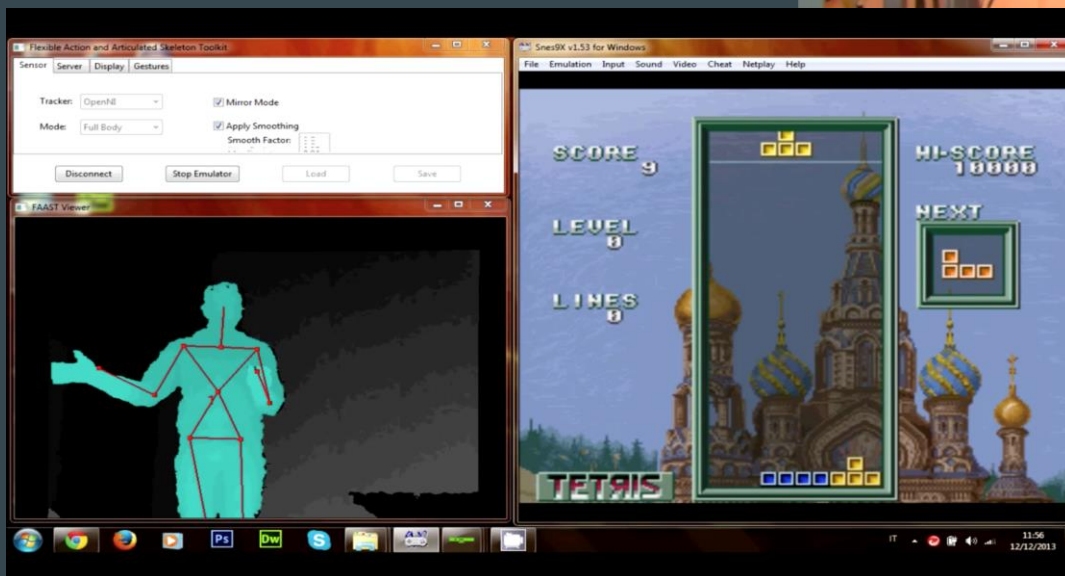 Flexible Action and Articulated Skeleton Toolkit
Sensor Server Display Gestures
Tracker: OpenNI
Mirror Mode
Mode: Full Body
Apply Smoothing
Smooth Factor:
Disconnect Stop Emulator Load Save
FAAST Viewer
Snes9X v1.53 for Windows
File Emulation Input Sound Video Cheat Netplay Help
SCORE
9
LEVEL
0
LINES
0
HI-SCORE
10000
NEXT
TETЯIS
Ps Dw S
IT
11:56
12/12/2013